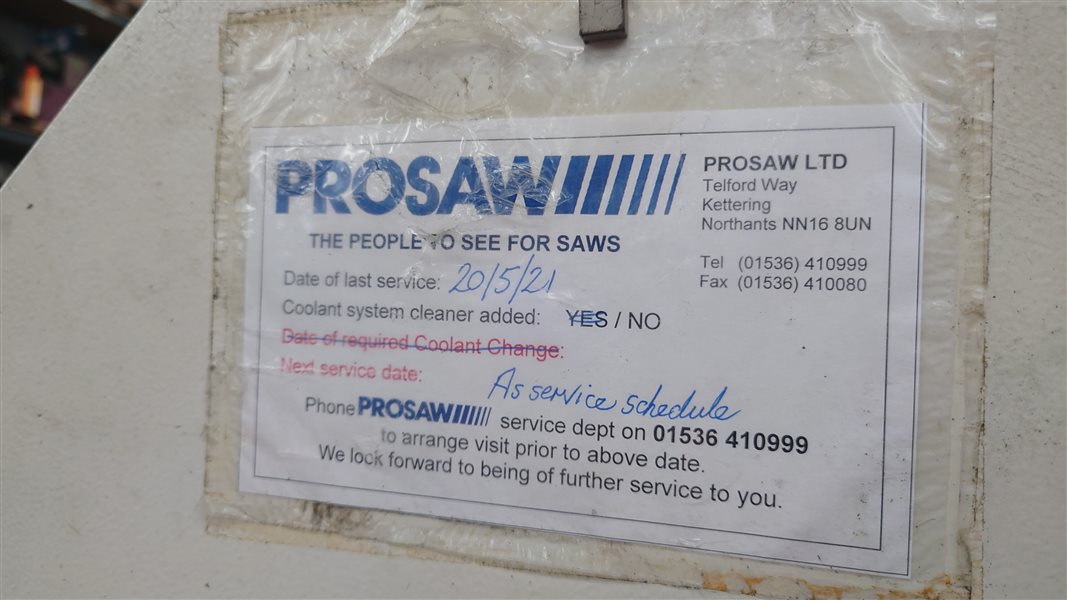 PROSAW
THE PEOPLE TO SEE FOR SAWS
PROSAW LTD
Telford Way
Kettering
Northants NN16 8UN
Tel (01536) 410999
Fax (01536) 410080
Date of last service: 20/5/21
Coolant system cleaner added: YES / NO
Date of required Coolant Change:
Next service date: As service schedule
Phone PROSAW service dept on 01536 410999
to arrange visit prior to above date.
We look forward to being of further service to you.